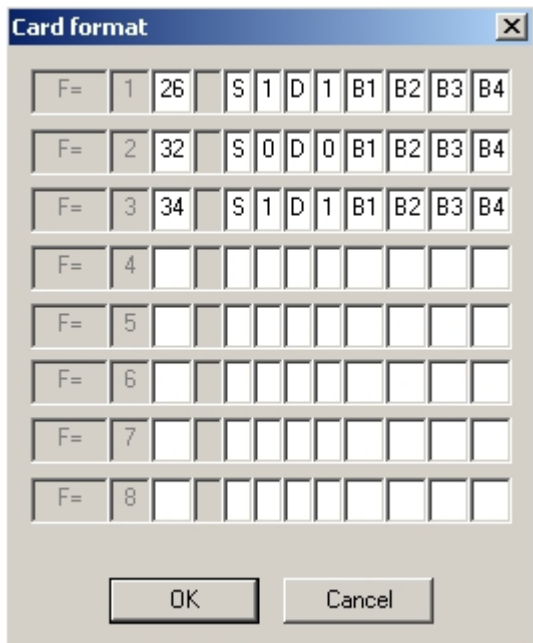 Card format
F= 1 26 S 1 D 1 B1 B2 B3 B4
F= 2 32 S 0 D 0 B1 B2 B3 B4
F= 3 34 S 1 D 1 B1 B2 B3 B4
F= 4
F= 5
F= 6
F= 7
F= 8
OK Cancel